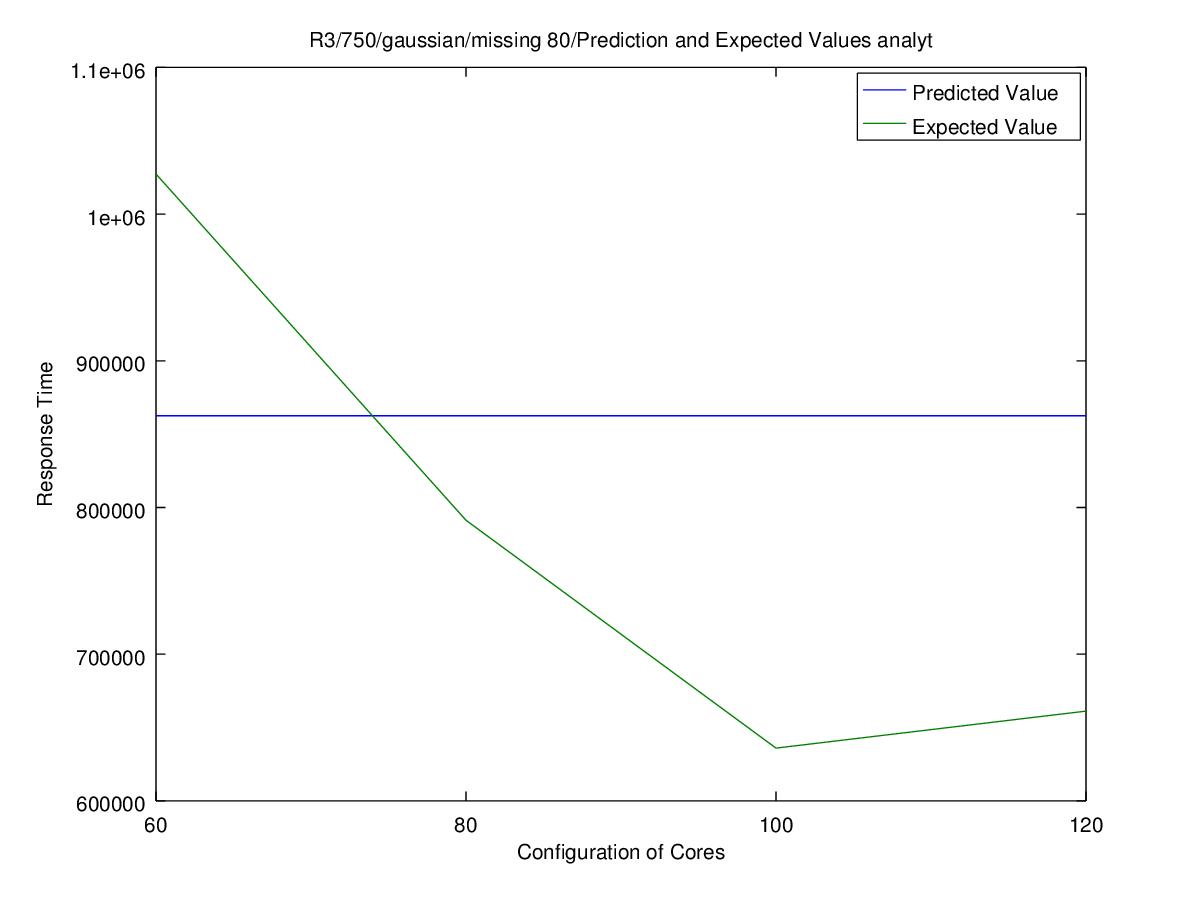 R3/750/gaussian/missing 80/Prediction and Expected Values analyt
1.1e+06
Predicted Value
Expected Value
1e+06
900000
800000
700000
600000
Response Time
60 80 100 120
Configuration of Cores